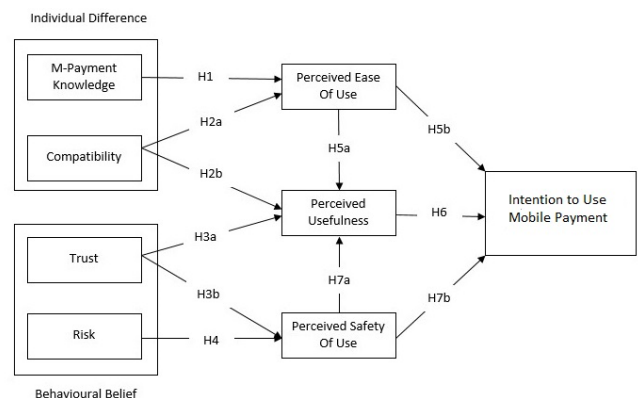 Individual Difference
M-Payment
Knowledge
Compatibility
Trust
Risk
Behavioural Belief
H1
H2a
H2b
H3a
H3b
H4
Perceived Ease
Of Use
H5a
Perceived
Usefulness
H7a
Perceived Safety
Of Use
H5b
H6
H7b
Intention to Use
Mobile Payment